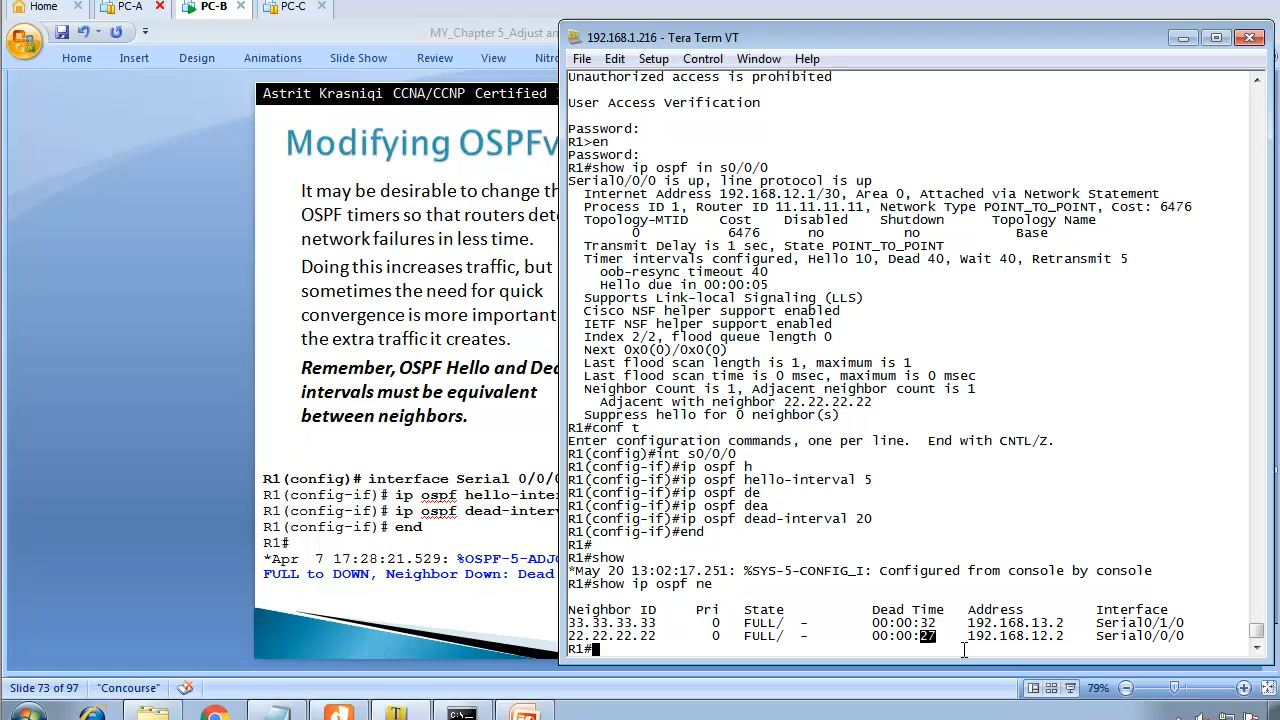 Home PC-A PC-B PC-C
MY_Chapter 5_Adjust an
Home Insert Design Animations Slide Show Review View Nitro
Astrit Krasniqi CCNA/CCNP Certified
Modifying OSPFv
It may be desirable to change th
OSPF timers so that routers dete
network failures in less time.
Doing this increases traffic, but
sometimes the need for quick
convergence is more important
the extra traffic it creates.
Remember, OSPF Hello and Dea
intervals must be equivalent
between neighbors.
R1(config)# interface Serial 0/0/0
R1(config-if)# ip ospf hello-inter
R1(config-if)# ip ospf dead-interv
R1(config-if)# end
R1#
*Apr 7 17:28:21.529: %OSPF-5-ADJC
FULL to DOWN, Neighbor Down: Dead
Slide 73 of 97 "Concourse" 79%
192.168.1.216 - Tera Term VT
File Edit Setup Control Window Help
Unauthorized access is prohibited
User Access Verification
Password:
R1>en
Password:
R1#show ip ospf in s0/0/0
Serial0/0/0 is up, line protocol is up
Internet Address 192.168.12.1/30, Area 0, Attached via Network Statement
Process ID 1, Router ID 11.11.11.11, Network Type POINT_TO_POINT, Cost: 6476
Topology-MTID Cost Disabled Shutdown Topology Name
0 6476 no no Base
Transmit Delay is 1 sec, State POINT_TO_POINT
Timer intervals configured, Hello 10, Dead 40, Wait 40, Retransmit 5
oob-resync timeout 40
Hello due in 00:00:05
Supports Link-local Signaling (LLS)
Cisco NSF helper support enabled
IETF NSF helper support enabled
Index 2/2, flood queue length 0
Next 0x0(0)/0x0(0)
Last flood scan length is 1, maximum is 1
Last flood scan time is 0 msec, maximum is 0 msec
Neighbor Count is 1, Adjacent neighbor count is 1
Adjacent with neighbor 22.22.22.22
Suppress hello for 0 neighbor(s)
R1#conf t
Enter configuration commands, one per line. End with CNTL/Z.
R1(config)#int s0/0/0
R1(config-if)#ip ospf h
R1(config-if)#ip ospf hello-interval 5
R1(config-if)#ip ospf de
R1(config-if)#ip ospf dea
R1(config-if)#ip ospf dead-interval 20
R1(config-if)#end
R1#
R1#show
*May 20 13:02:17.251: %SYS-5-CONFIG_I: Configured from console by console
R1#show ip ospf ne
Neighbor ID Pri State Dead Time Address Interface
33.33.33.33 0 FULL/ - 00:00:32 192.168.13.2 Serial0/1/0
22.22.22.22 0 FULL/ - 00:00:27 192.168.12.2 Serial0/0/0
R1#